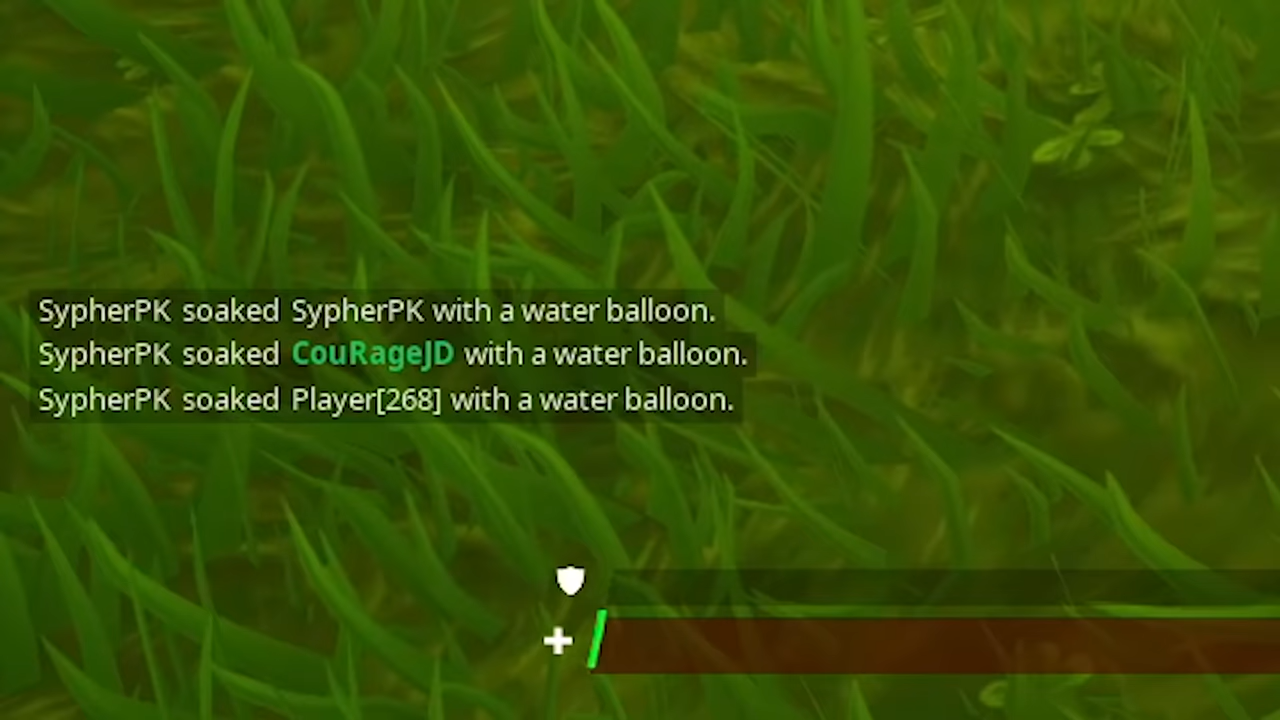 SypherPK soaked SypherPK with a water balloon.
SypherPK soaked CouRageJD with a water balloon.
SypherPK soaked Player[268] with a water balloon.